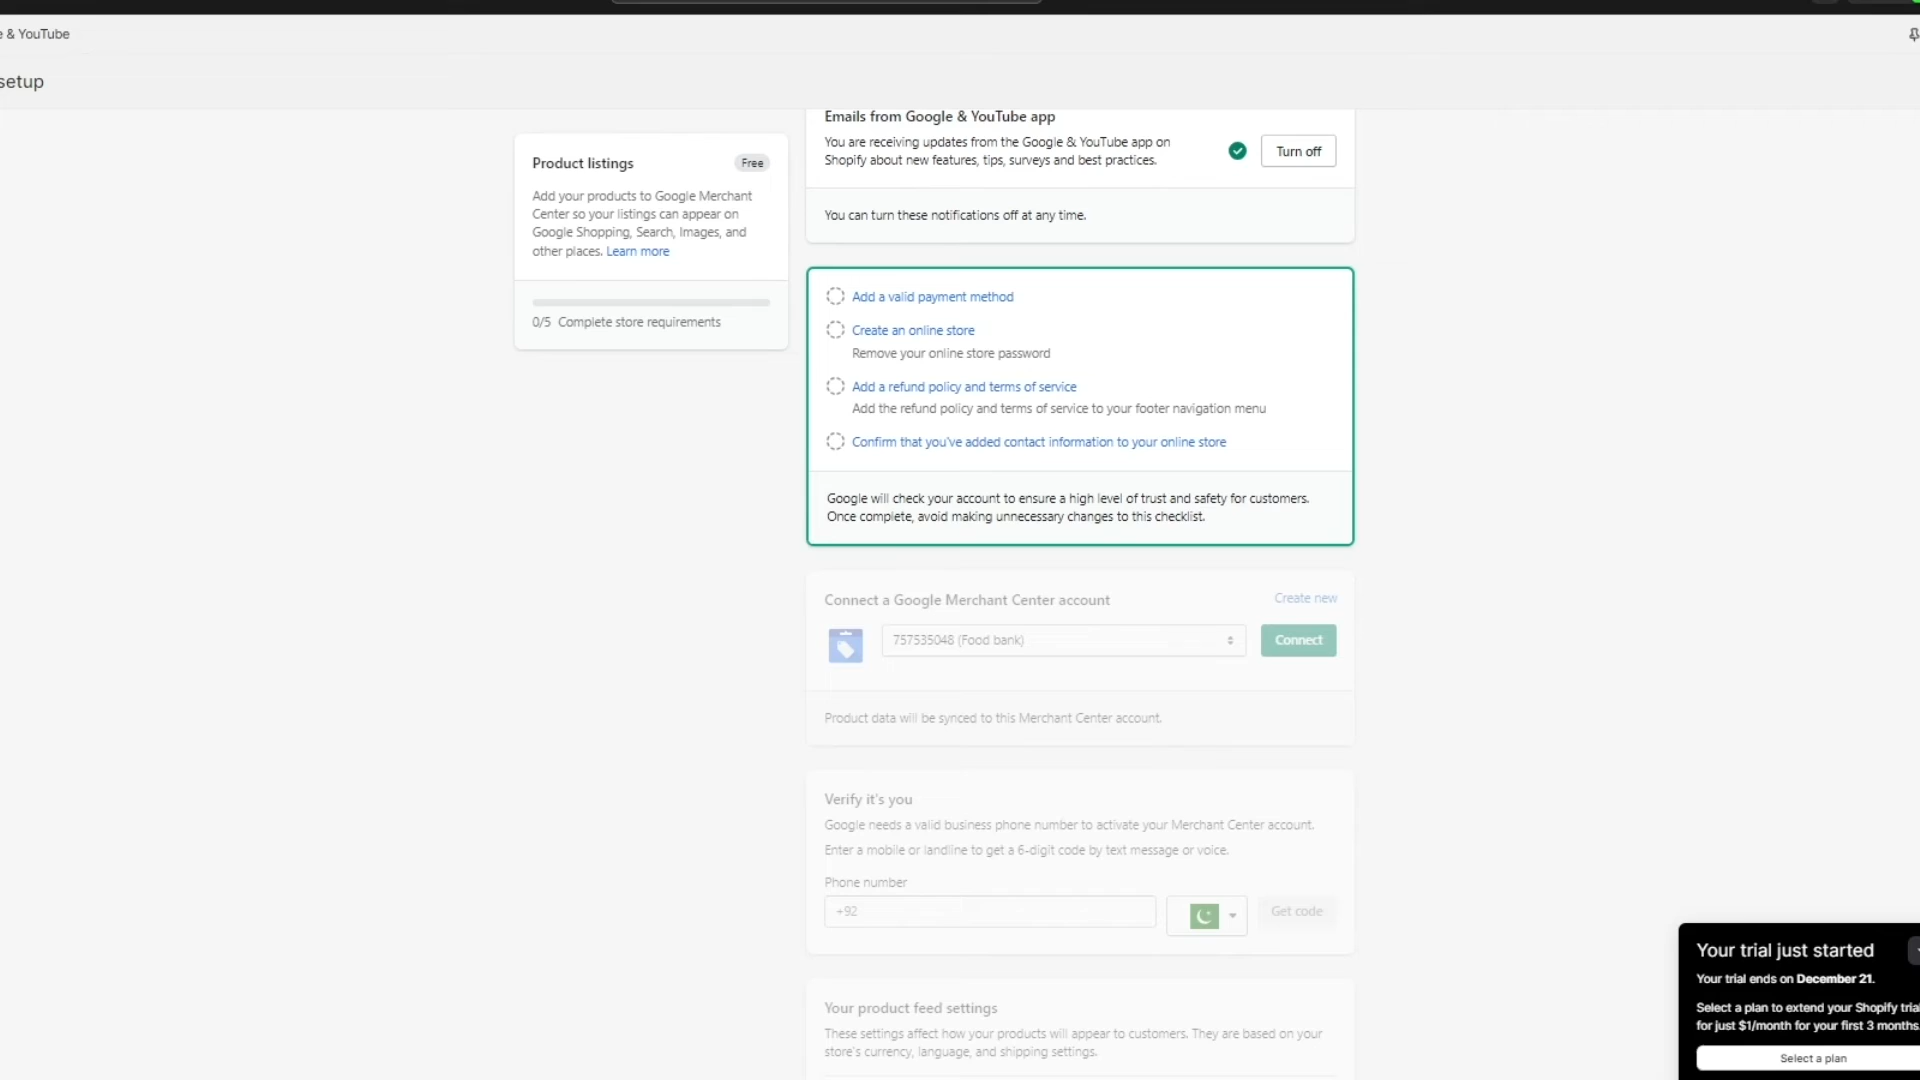 & YouTube
setup
Product listings
Free
Add your products to Google Merchant
Center so your listings can appear on
Google Shopping, Search, Images, and
other places. Learn more
0/5 Complete store requirements
Emails from Google & YouTube app
You are receiving updates from the Google & YouTube app on
Shopify about new features, tips, surveys and best practices.
Turn off
You can turn these notifications off at any time.
Add a valid payment method
Create an online store
Remove your online store password
Add a refund policy and terms of service
Add the refund policy and terms of service to your footer navigation menu
Confirm that you've added contact information to your online store
Google will check your account to ensure a high level of trust and safety for customers.
Once complete, avoid making unnecessary changes to this checklist.
Connect a Google Merchant Center account
Create new
757535048 (Food bank)
Connect
Product data will be synced to this Merchant Center account.
Verify it's you
Google needs a valid business phone number to activate your Merchant Center account.
Enter a mobile or landline to get a 6-digit code by text message or voice.
Phone number
+92
Get code
Your product feed settings
These settings affect how your products will appear to customers. They are based on your
store's currency, language, and shipping settings.
Your trial just started
Your trial ends on December 21.
Select a plan to extend your Shopify trial
for just $1/month for your first 3 months.
Select a plan